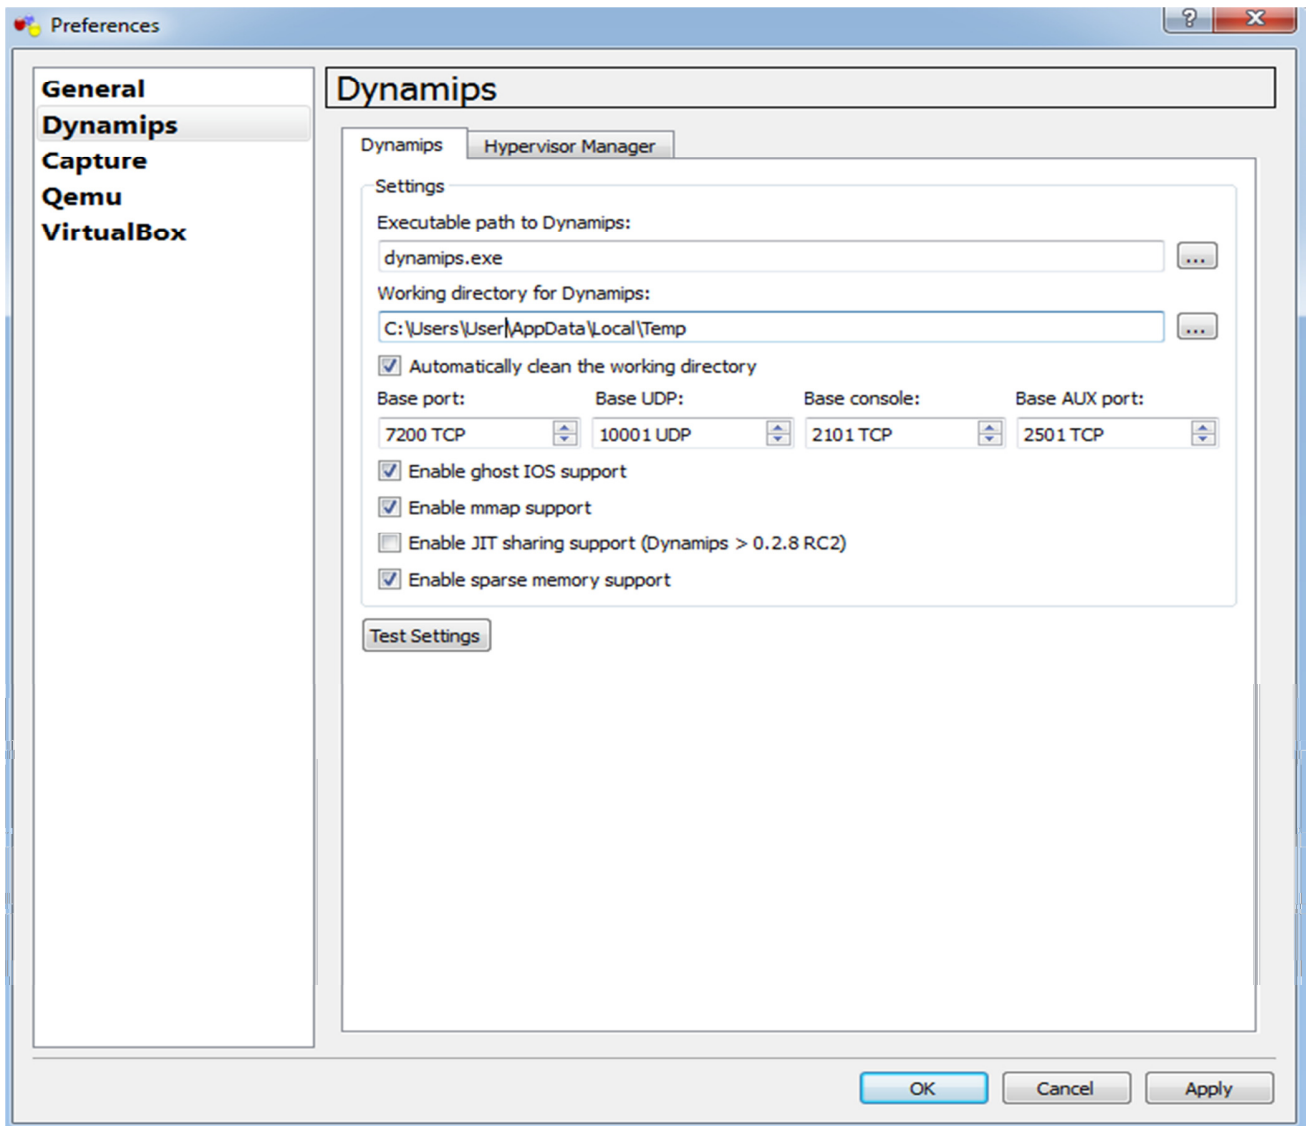 Preferences
?
General
Dynamips
Capture
Qemu
VirtualBox
Dynamips
Dynamips Hypervisor Manager
Settings
Executable path to Dynamips:
dynamips.exe ...
Working directory for Dynamips:
C:\Users\User\AppData\Local\Temp ...
Automatically clean the working directory
Base port: Base UDP: Base console: Base AUX port:
7200 TCP 10001 UDP 2101 TCP 2501 TCP
Enable ghost IOS support
Enable mmap support
Enable JIT sharing support (Dynamips > 0.2.8 RC2)
Enable sparse memory support
Test Settings
OK Cancel Apply